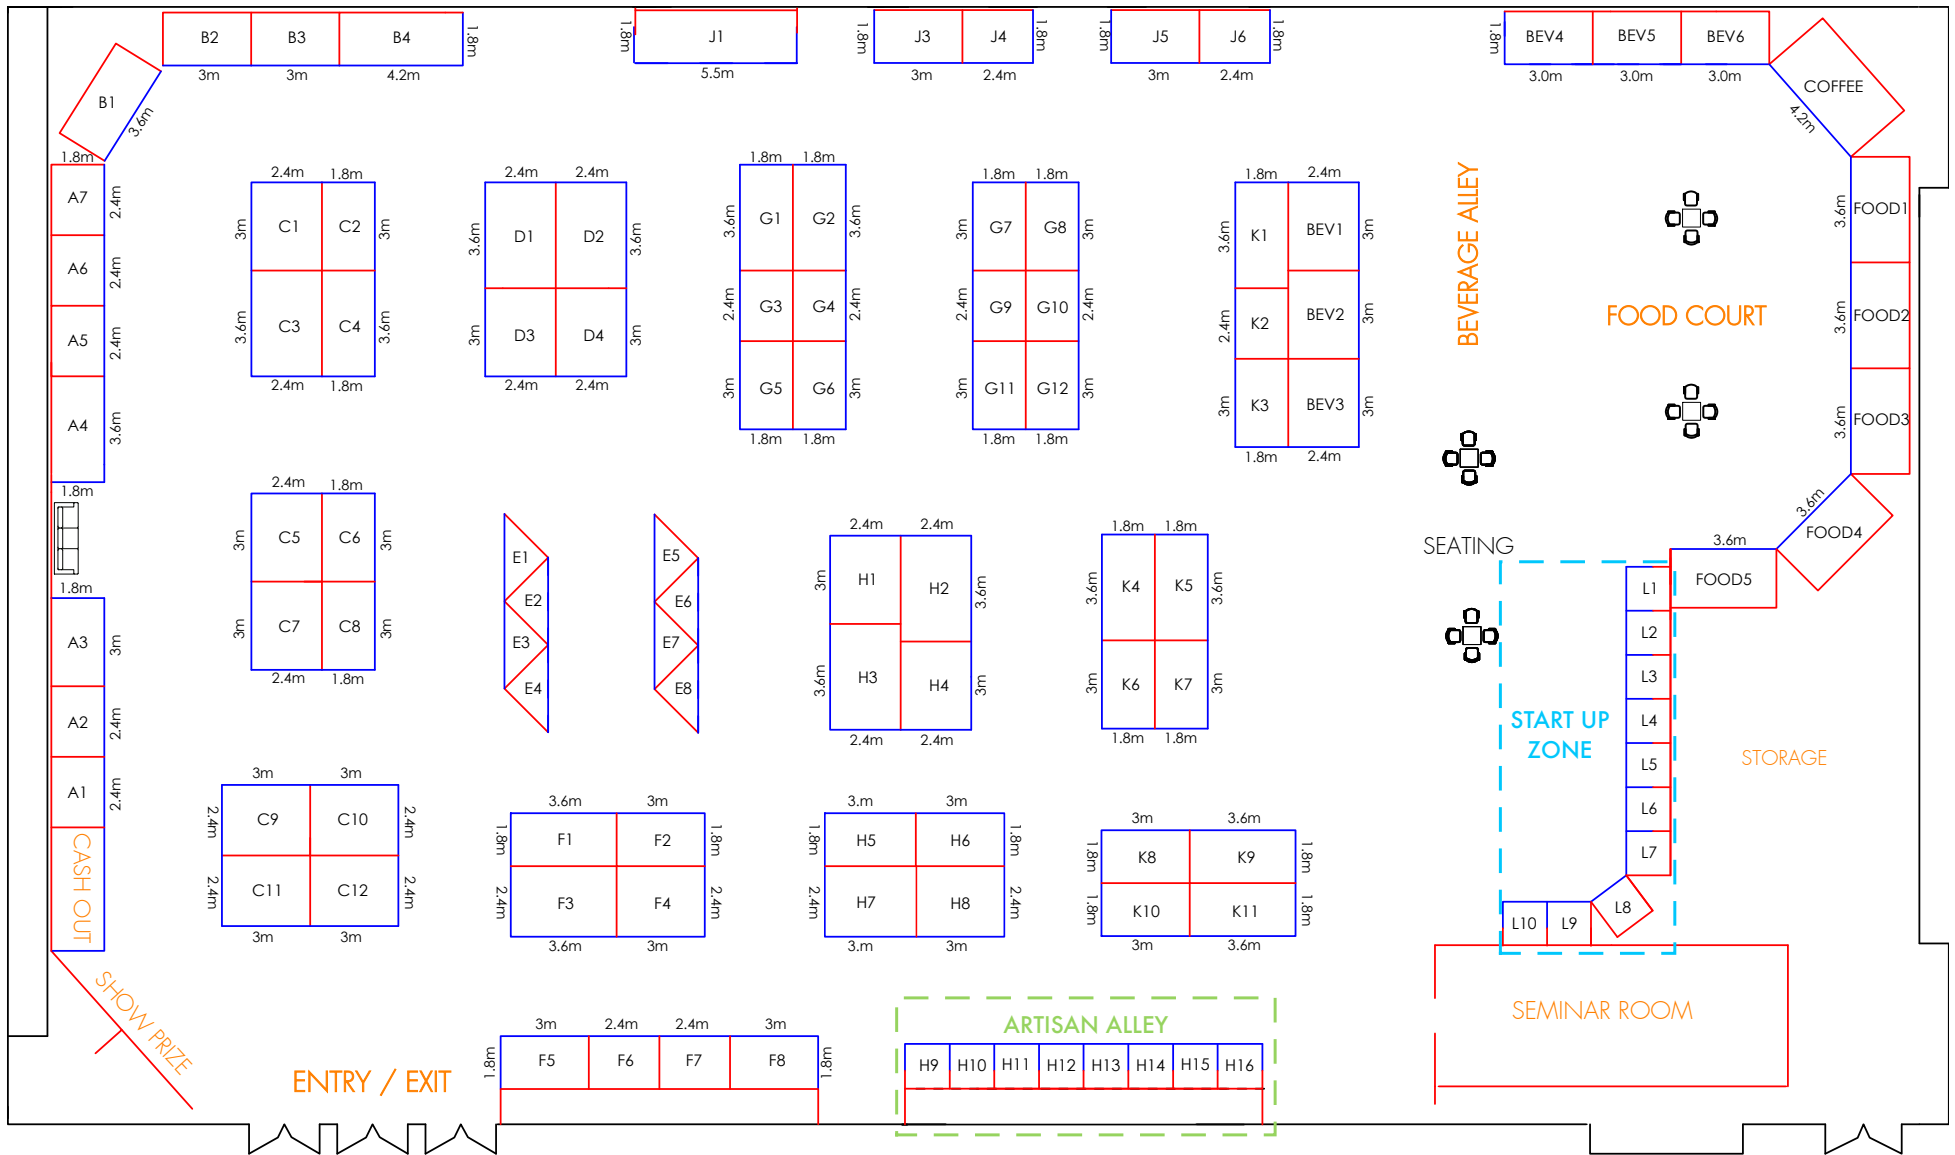 B2 B3 B4 1.8m
3m 3m 4.2m
1.8m J1
5.5m
1.8m J3 J4 1.8m
3m 2.4m
1.8m J5 J6 1.8m
3m 2.4m
1.8m BEV4 BEV5 BEV6
3.0m 3.0m 3.0m
COFFEE
4.2m
B1
3.6m
1.8m
A7 2.4m
A6 2.4m
A5 2.4m
A4 3.6m
1.8m
1.8m
A3 3m
A2 2.4m
A1 2.4m
CASH OUT
SHOW PRIZE
2.4m 1.8m
3m C1 C2 3m
3.6m C3 C4 3.6m
2.4m 1.8m
2.4m 2.4m
3.6m D1 D2 3.6m
3m D3 D4 3m
2.4m 2.4m
1.8m 1.8m
3.6m G1 G2 3.6m
2.4m G3 G4 2.4m
3m G5 G6 3m
1.8m 1.8m
1.8m 1.8m
3m G7 G8 3m
2.4m G9 G10 2.4m
3m G11 G12 3m
1.8m 1.8m
1.8m 2.4m
3.6m K1 BEV1 3m
2.4m K2 BEV2 3m
3m K3 BEV3 3m
1.8m 2.4m
BEVERAGE ALLEY
FOOD COURT
3.6m FOOD1
3.6m FOOD2
3.6m FOOD3
3.6m FOOD4
3.6m
FOOD5
SEATING
2.4m 1.8m
3m C5 C6 3m
3m C7 C8 3m
2.4m 1.8m
E1
E2
E3
E4
E5
E6
E7
E8
2.4m 2.4m
3m H1 H2 3.6m
3.6m H3 H4 3m
2.4m 2.4m
1.8m 1.8m
3.6m K4 K5 3.6m
3m K6 K7 3m
1.8m 1.8m
START UP
ZONE
L1
L2
L3
L4
L5
L6
L7
L8
L10 L9
STORAGE
3m 3m
2.4m C9 C10 2.4m
2.4m C11 C12 2.4m
3m 3m
3.6m 3m
1.8m F1 F2 1.8m
2.4m F3 F4 2.4m
3.6m 3m
3.m 3m
1.8m H5 H6 1.8m
2.4m H7 H8 2.4m
3.m 3m
3m 3.6m
1.8m K8 K9 1.8m
1.8m K10 K11 1.8m
3m 3.6m
SEMINAR ROOM
ENTRY / EXIT
3m 2.4m 2.4m 3m
1.8m F5 F6 F7 F8 1.8m
ARTISAN ALLEY
H9 H10 H11 H12 H13 H14 H15 H16